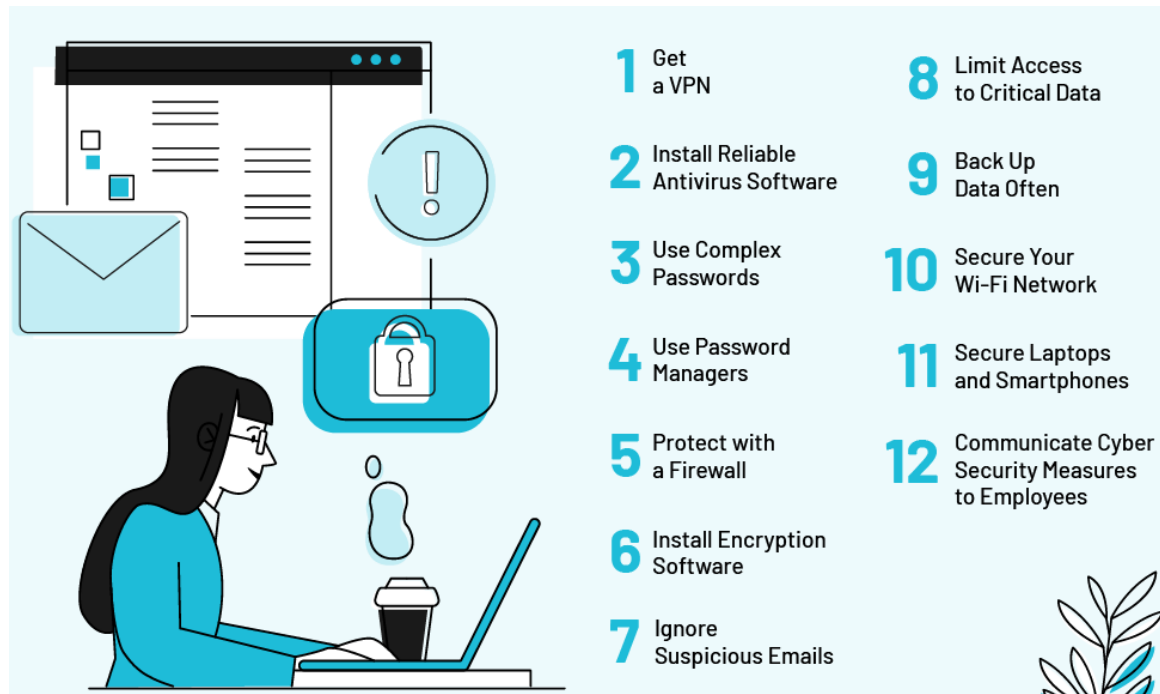 1 Get
a VPN
2 Install Reliable
Antivirus Software
3 Use Complex
Passwords
4 Use Password
Managers
5 Protect with
a Firewall
6 Install Encryption
Software
7 Ignore
Suspicious Emails
8 Limit Access
to Critical Data
9 Back Up
Data Often
10 Secure Your
Wi-Fi Network
11 Secure Laptops
and Smartphones
12 Communicate Cyber
Security Measures
to Employees